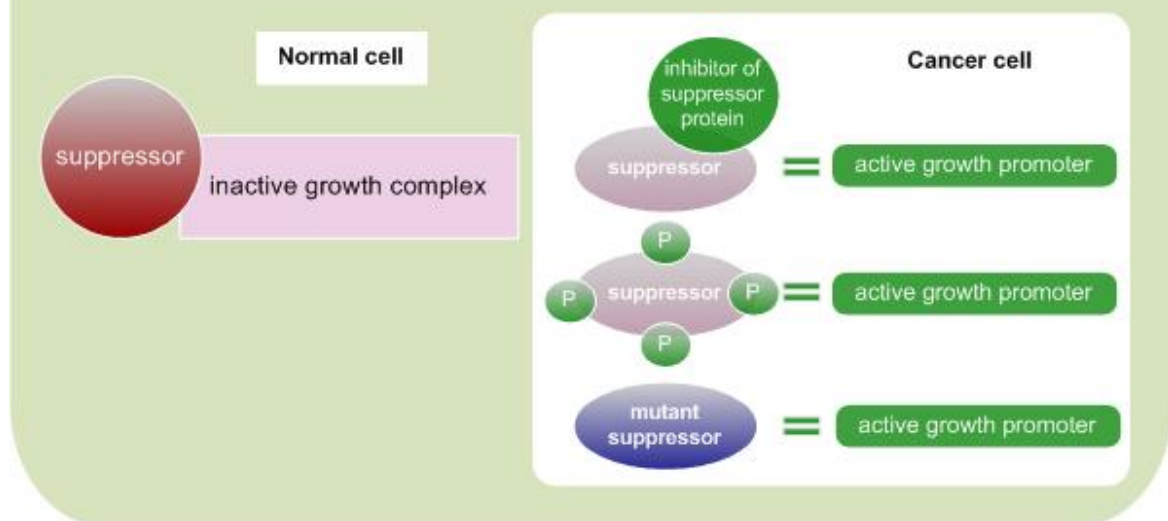 Normal cell
suppressor
inactive growth complex
Cancer cell
inhibitor of
suppressor
protein
suppressor
active growth promoter
P
P
suppressor
P
active growth promoter
P
mutant
suppressor
active growth promoter